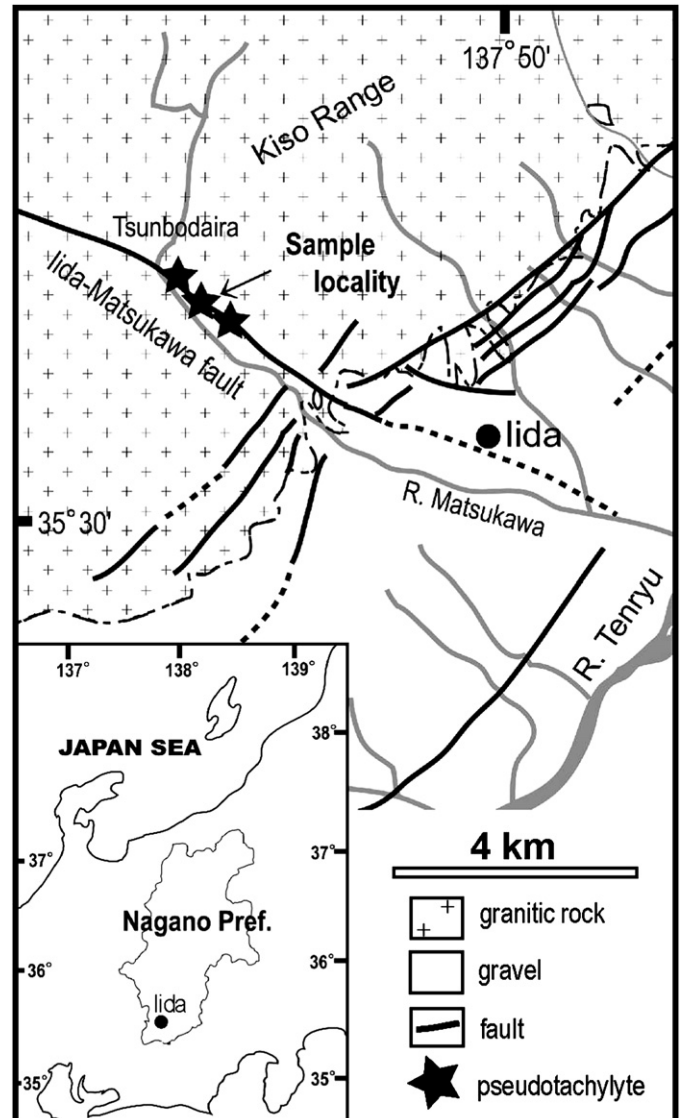 137°50'
Kiso Range
Tsunbodaira
Sample
locality
Iida-Matsukawa fault
Iida
R. Matsukawa
35°30'
R. Tenryu
137°
138°
139°
JAPAN SEA
38°
37°
37°
Nagano Pref.
36°
36°
Iida
35°
35°
4 km
granitic rock
gravel
fault
pseudotachylyte